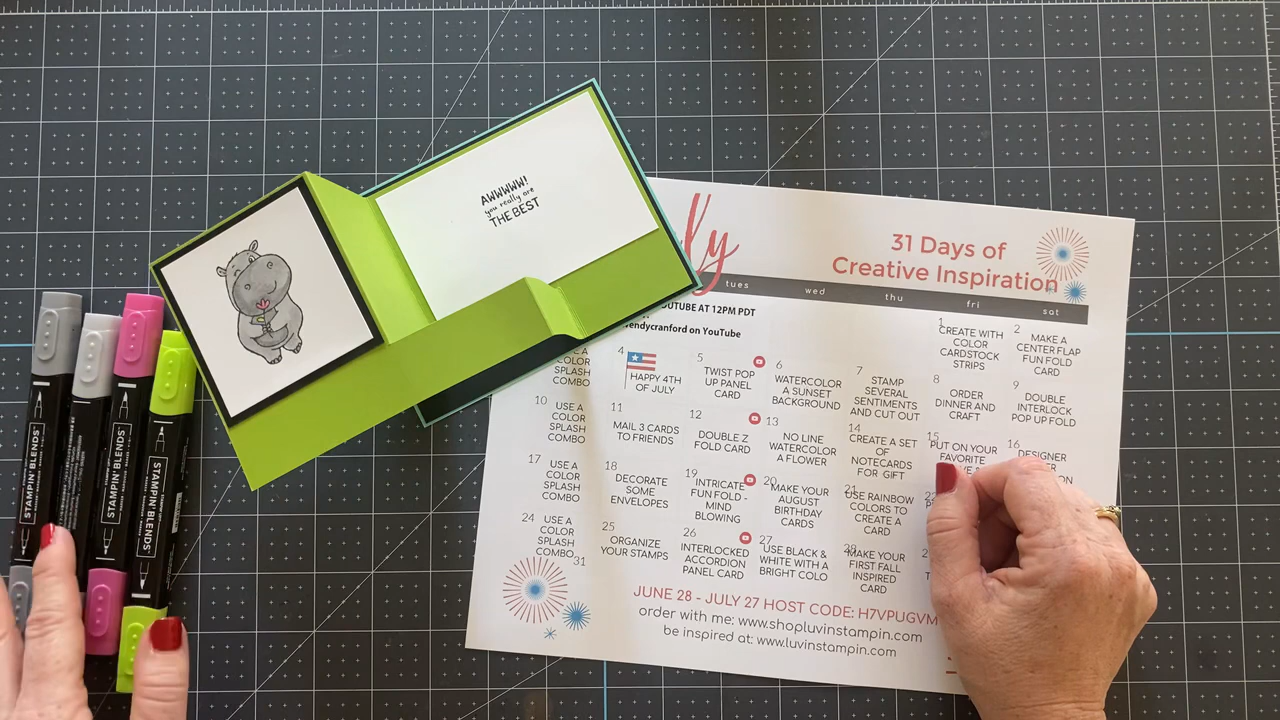 AWWWW!
you really are
THE BEST
ly
31 Days of
Creative Inspiration
tues
wed
thu
fri
sat
OUTUBE AT 12PM PDT
wendycranford on YouTube
1
CREATE WITH
COLOR
CARDSTOCK
STRIPS
2
MAKE A
CENTER FLAP
FUN FOLD
CARD
USE A
COLOR
SPLASH
COMBO
4
HAPPY 4TH
OF JULY
5
TWIST POP
UP PANEL
CARD
6
WATERCOLOR
A SUNSET
BACKGROUND
7
STAMP
SEVERAL
SENTIMENTS
AND CUT OUT
8
ORDER
DINNER AND
CRAFT
9
DOUBLE
INTERLOCK
POP UP FOLD
10
USE A
COLOR
SPLASH
COMBO
11
MAIL 3 CARDS
TO FRIENDS
12
DOUBLE Z
FOLD CARD
13
NO LINE
WATERCOLOR
A FLOWER
14
CREATE A SET
OF
NOTECARDS
FOR GIFT
15
PUT ON YOUR
FAVORITE
16
DESIGNER
17
USE A
COLOR
SPLASH
COMBO
18
DECORATE
SOME
ENVELOPES
19
INTRICATE
FUN FOLD -
MIND
BLOWING
20
MAKE YOUR
AUGUST
BIRTHDAY
CARDS
21
USE RAINBOW
COLORS TO
CREATE A
CARD
24
USE A
COLOR
SPLASH
COMBO
31
25
ORGANIZE
YOUR STAMPS
26
INTERLOCKED
ACCORDION
PANEL CARD
27
USE BLACK &
WHITE WITH A
BRIGHT COLO
28
MAKE YOUR
FIRST FALL
INSPIRED
CARD
JUNE 28 - JULY 27 HOST CODE: H7VPUGVM
order with me: www.shopluvinstampin.com
be inspired at: www.luvinstampin.com
STAMPIN' BLENDS
STAMPIN' BLENDS
STAMPIN' BLENDS